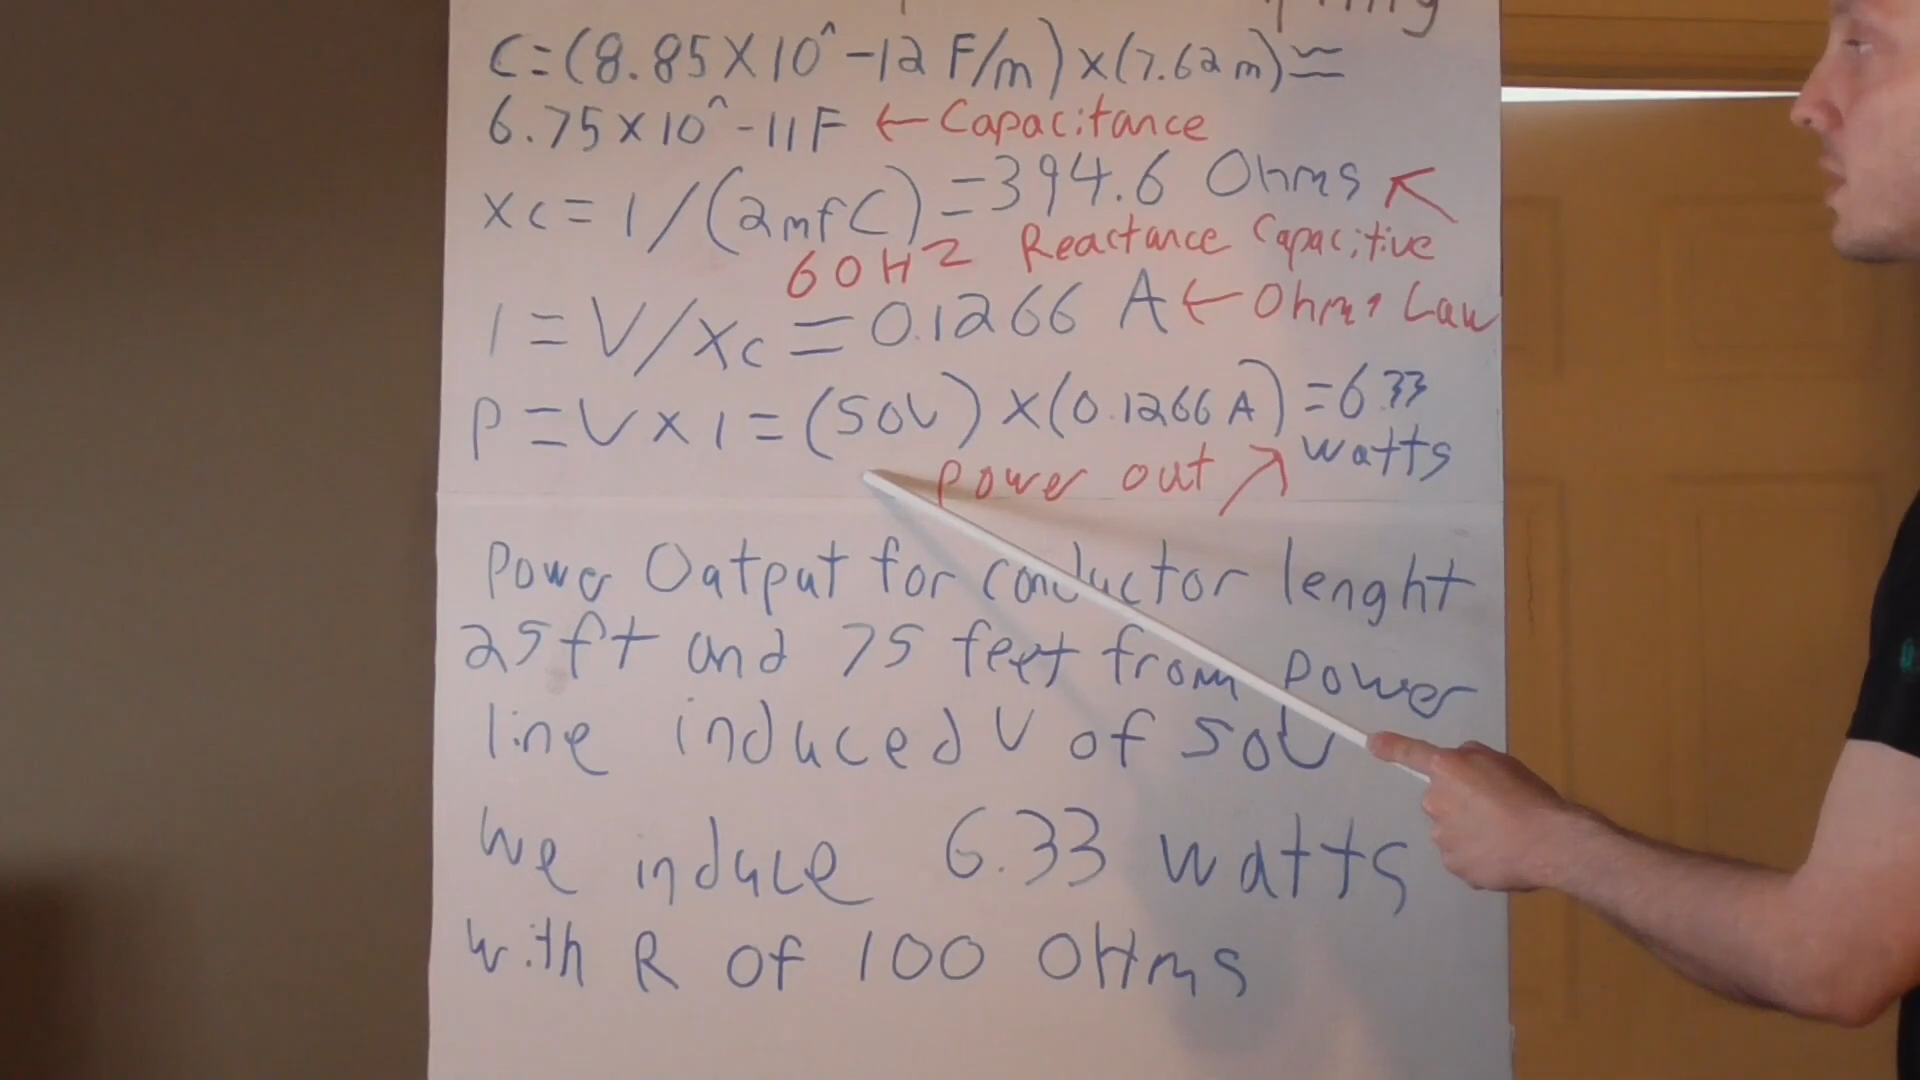 C=(8.85X10^-12 F/m)x(7.62m)≈
6.75x10^-11F ←Capacitance
xc=1/(2mfC)=394.6 Ohms
60HZ Reactance Capacitive
I=V/Xc=0.1266 A←Ohms Law
P=VxI=(50V)x(0.1266A)=6.33
watts
power out
Power Output for conductor lenght
25ft and 75 feet from power
line induced V of 50V
We induce 6.33 watts
with R of 100 OHms